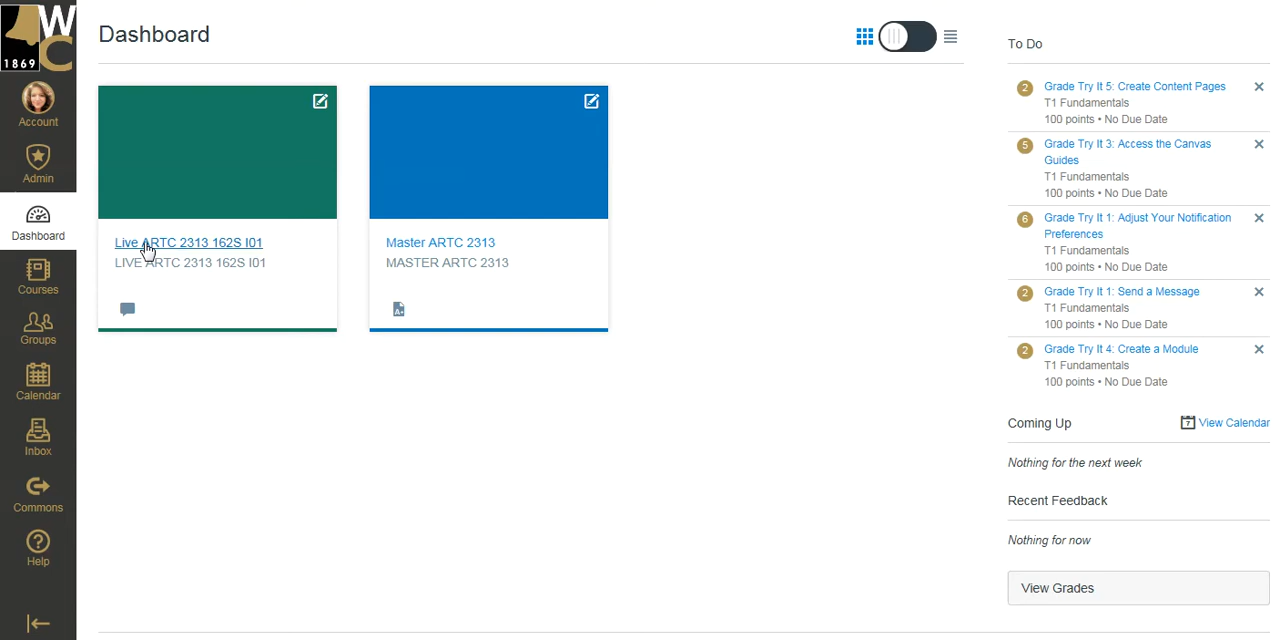 WC
1869
Account
Admin
Dashboard
Courses
Groups
Calendar
Inbox
Commons
Help
Dashboard
Live ARTC 2313 162S I01
LIVE ARTC 2313 162S I01
Master ARTC 2313
MASTER ARTC 2313
To Do
2 Grade Try It 5: Create Content Pages
T1 Fundamentals
100 points • No Due Date
5 Grade Try It 3: Access the Canvas
Guides
T1 Fundamentals
100 points • No Due Date
6 Grade Try It 1: Adjust Your Notification
Preferences
T1 Fundamentals
100 points • No Due Date
2 Grade Try It 1: Send a Message
T1 Fundamentals
100 points • No Due Date
2 Grade Try It 4: Create a Module
T1 Fundamentals
100 points • No Due Date
Coming Up
7 View Calendar
Nothing for the next week
Recent Feedback
Nothing for now
View Grades